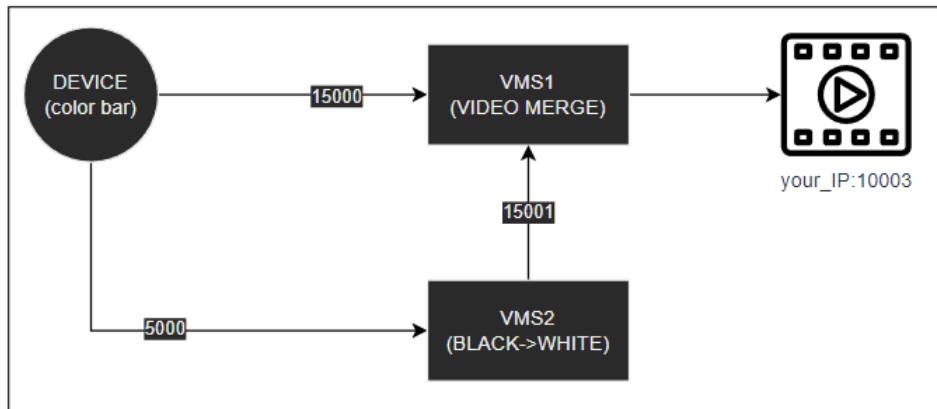 DEVICE
(color bar)
15000
VMS1
(VIDEO MERGE)
your_IP:10003
15001
5000
VMS2
(BLACK->WHITE)